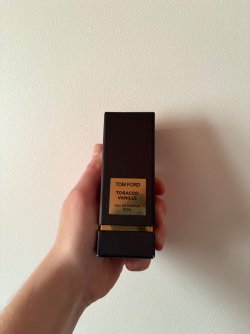 TOM FORD
TOBACCO
VANILLE
EAU DE PARFUM